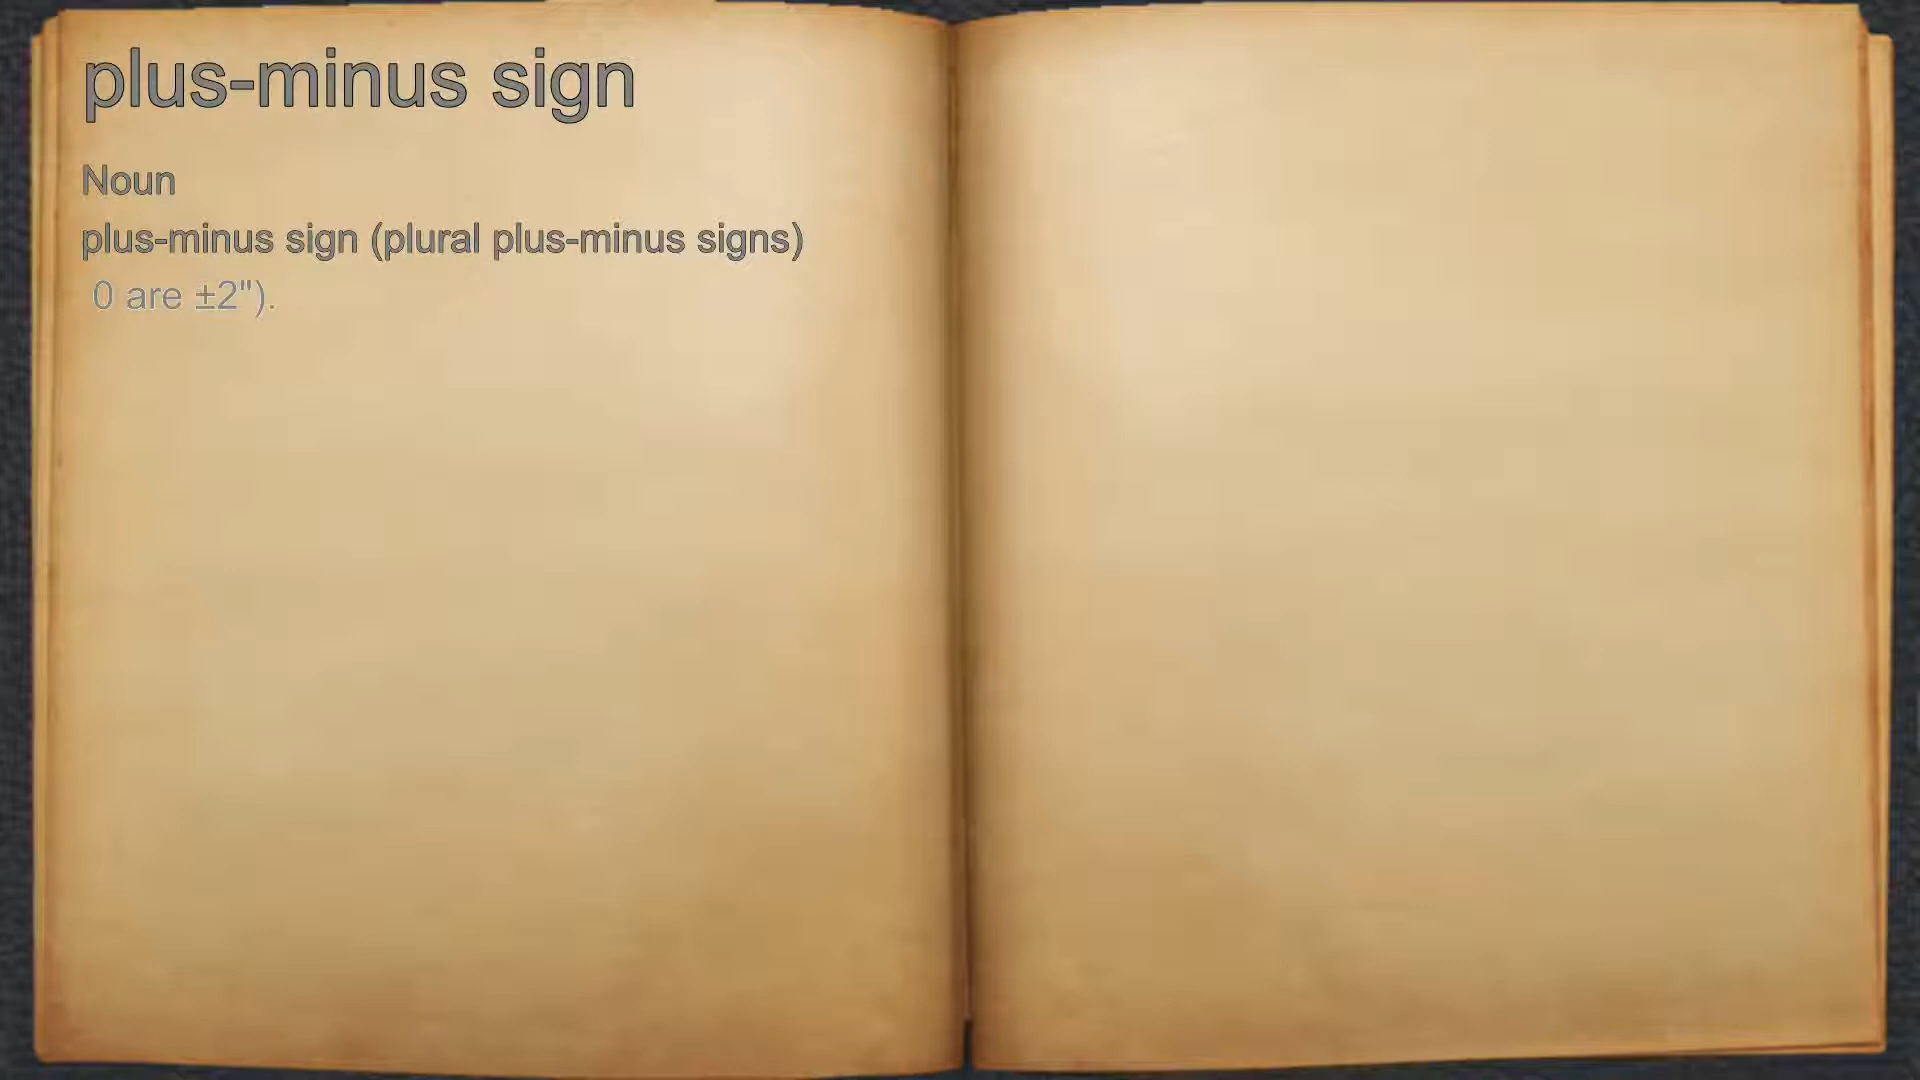 plus-minus sign
Noun
plus-minus sign (plural plus-minus signs)
0 are ±2").